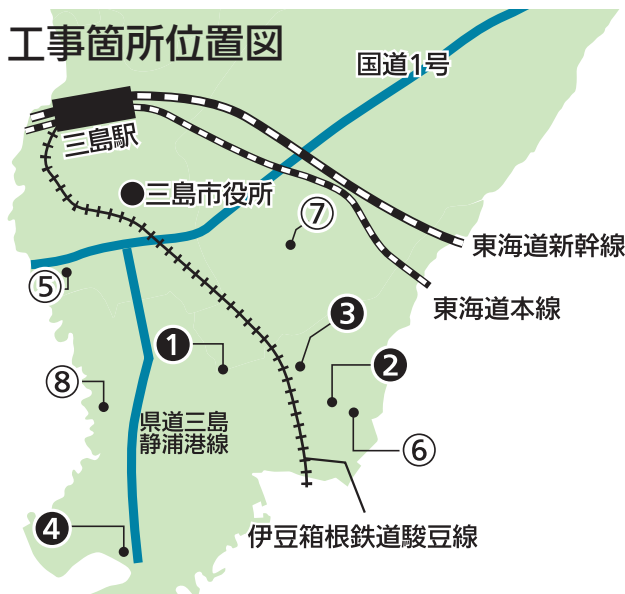 工事箇所位置図
国道1号
三島駅
三島市役所
⑦
東海道新幹線
⑤
東海道本線
❸
❶
❷
⑧
県道三島
静浦港線
⑥
❹
伊豆箱根鉄道駿豆線